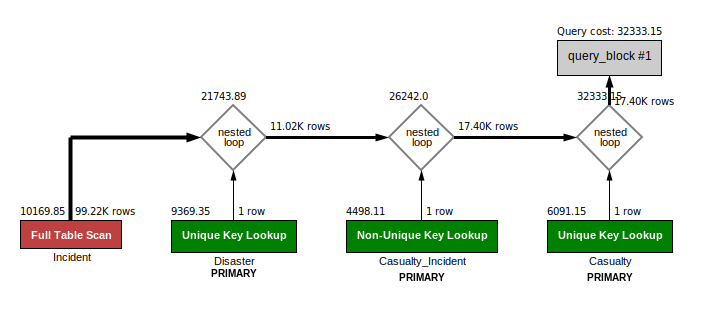 Query cost: 32333.15
query_block #1
21743.89
26242.0
32333.15
17.40K rows
nested
loop
11.02K rows
nested
loop
17.40K rows
nested
loop
10169.85
99.22K rows
9369.35
1 row
4498.11
1 row
6091.15
1 row
Full Table Scan
Unique Key Lookup
Non-Unique Key Lookup
Unique Key Lookup
Incident
Disaster
Casualty_Incident
Casualty
PRIMARY
PRIMARY
PRIMARY